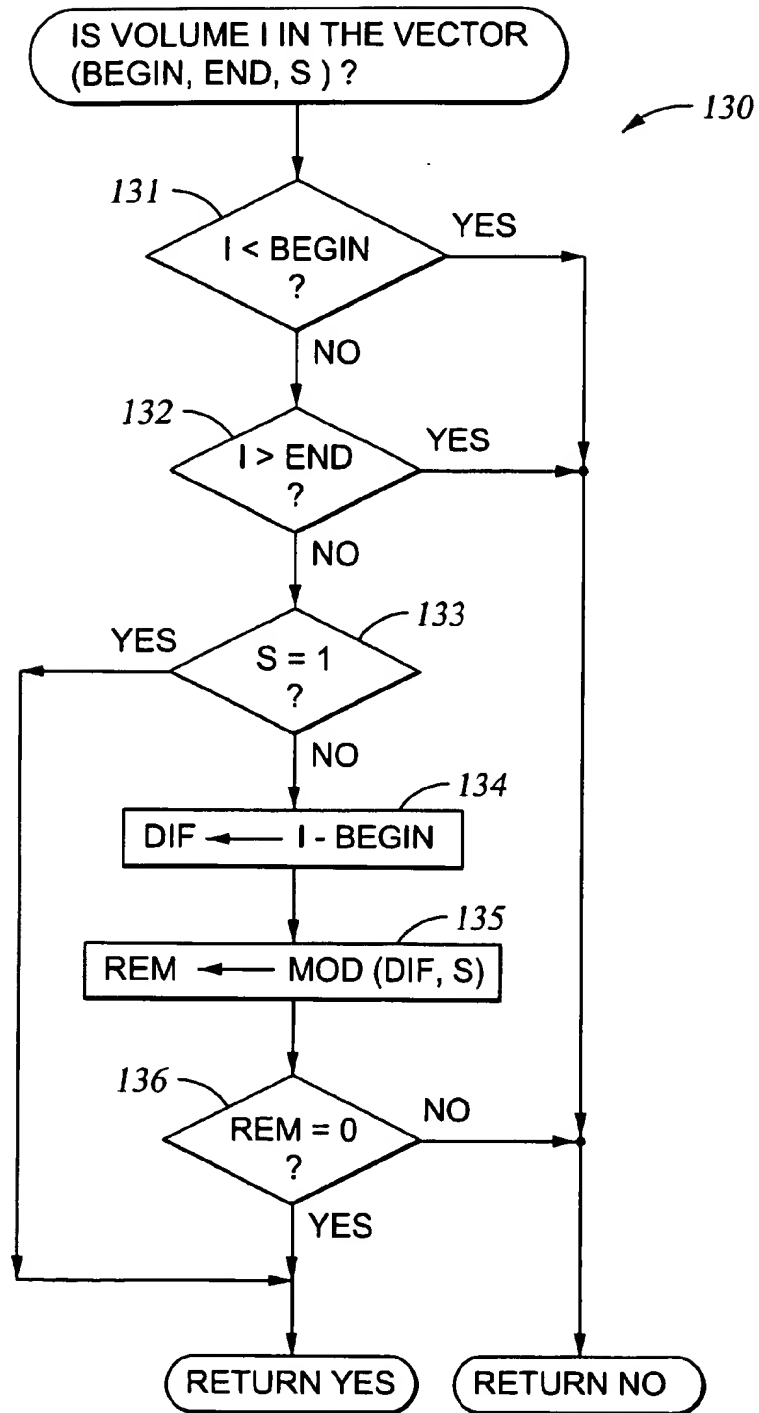 IS VOLUME I IN THE VECTOR
(BEGIN, END, S ) ?
130
131
I < BEGIN
?
YES
NO
132
I > END
?
YES
NO
133
YES
S = 1
?
NO
134
DIF ← I - BEGIN
135
REM ← MOD (DIF, S)
136
REM = 0
?
NO
YES
RETURN YES
RETURN NO